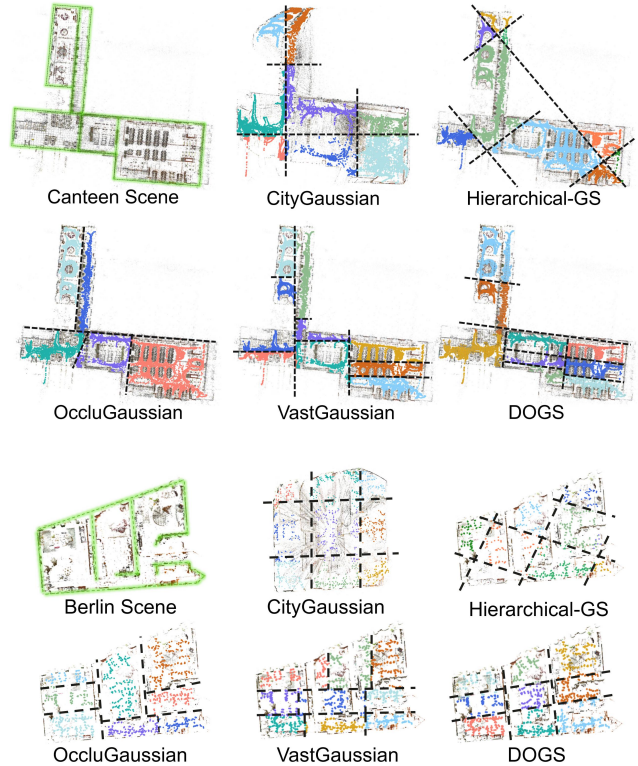 Canteen Scene
CityGaussian
Hierarchical-GS
OccluGaussian
VastGaussian
DOGS
Berlin Scene
CityGaussian
Hierarchical-GS
OccluGaussian
VastGaussian
DOGS